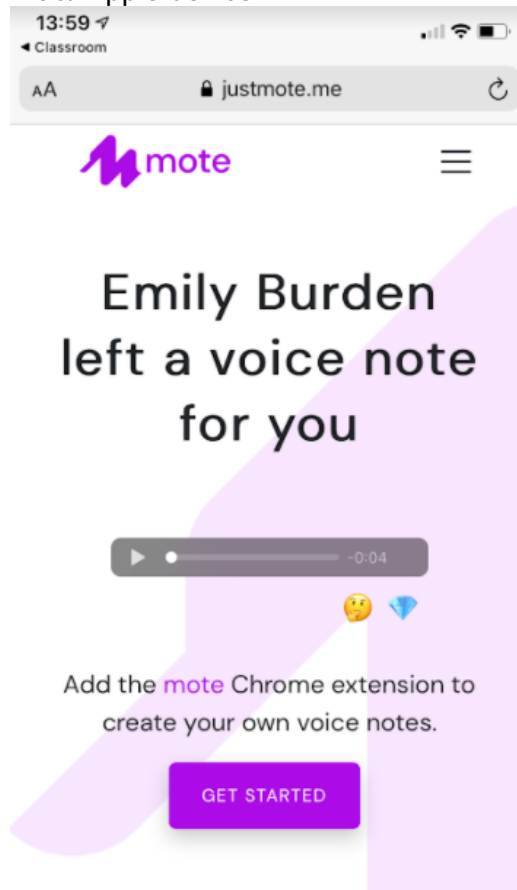 13:59
Classroom
AA justmote.me
mote
Emily Burden
left a voice note
for you
-0:04
Add the mote Chrome extension to
create your own voice notes.
GET STARTED